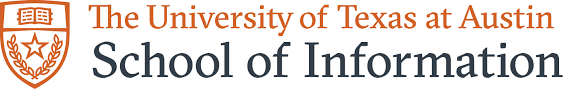 The University of Texas at Austin
School of Information